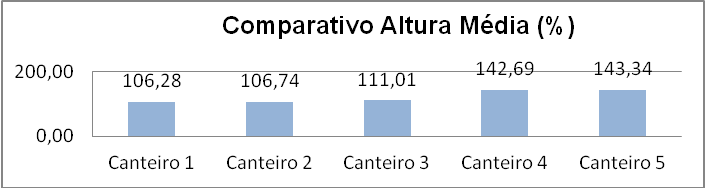 Comparativo Altura Média (%)
200,00
106,28 106,74 111,01 142,69 143,34
0,00
Canteiro 1 Canteiro 2 Canteiro 3 Canteiro 4 Canteiro 5